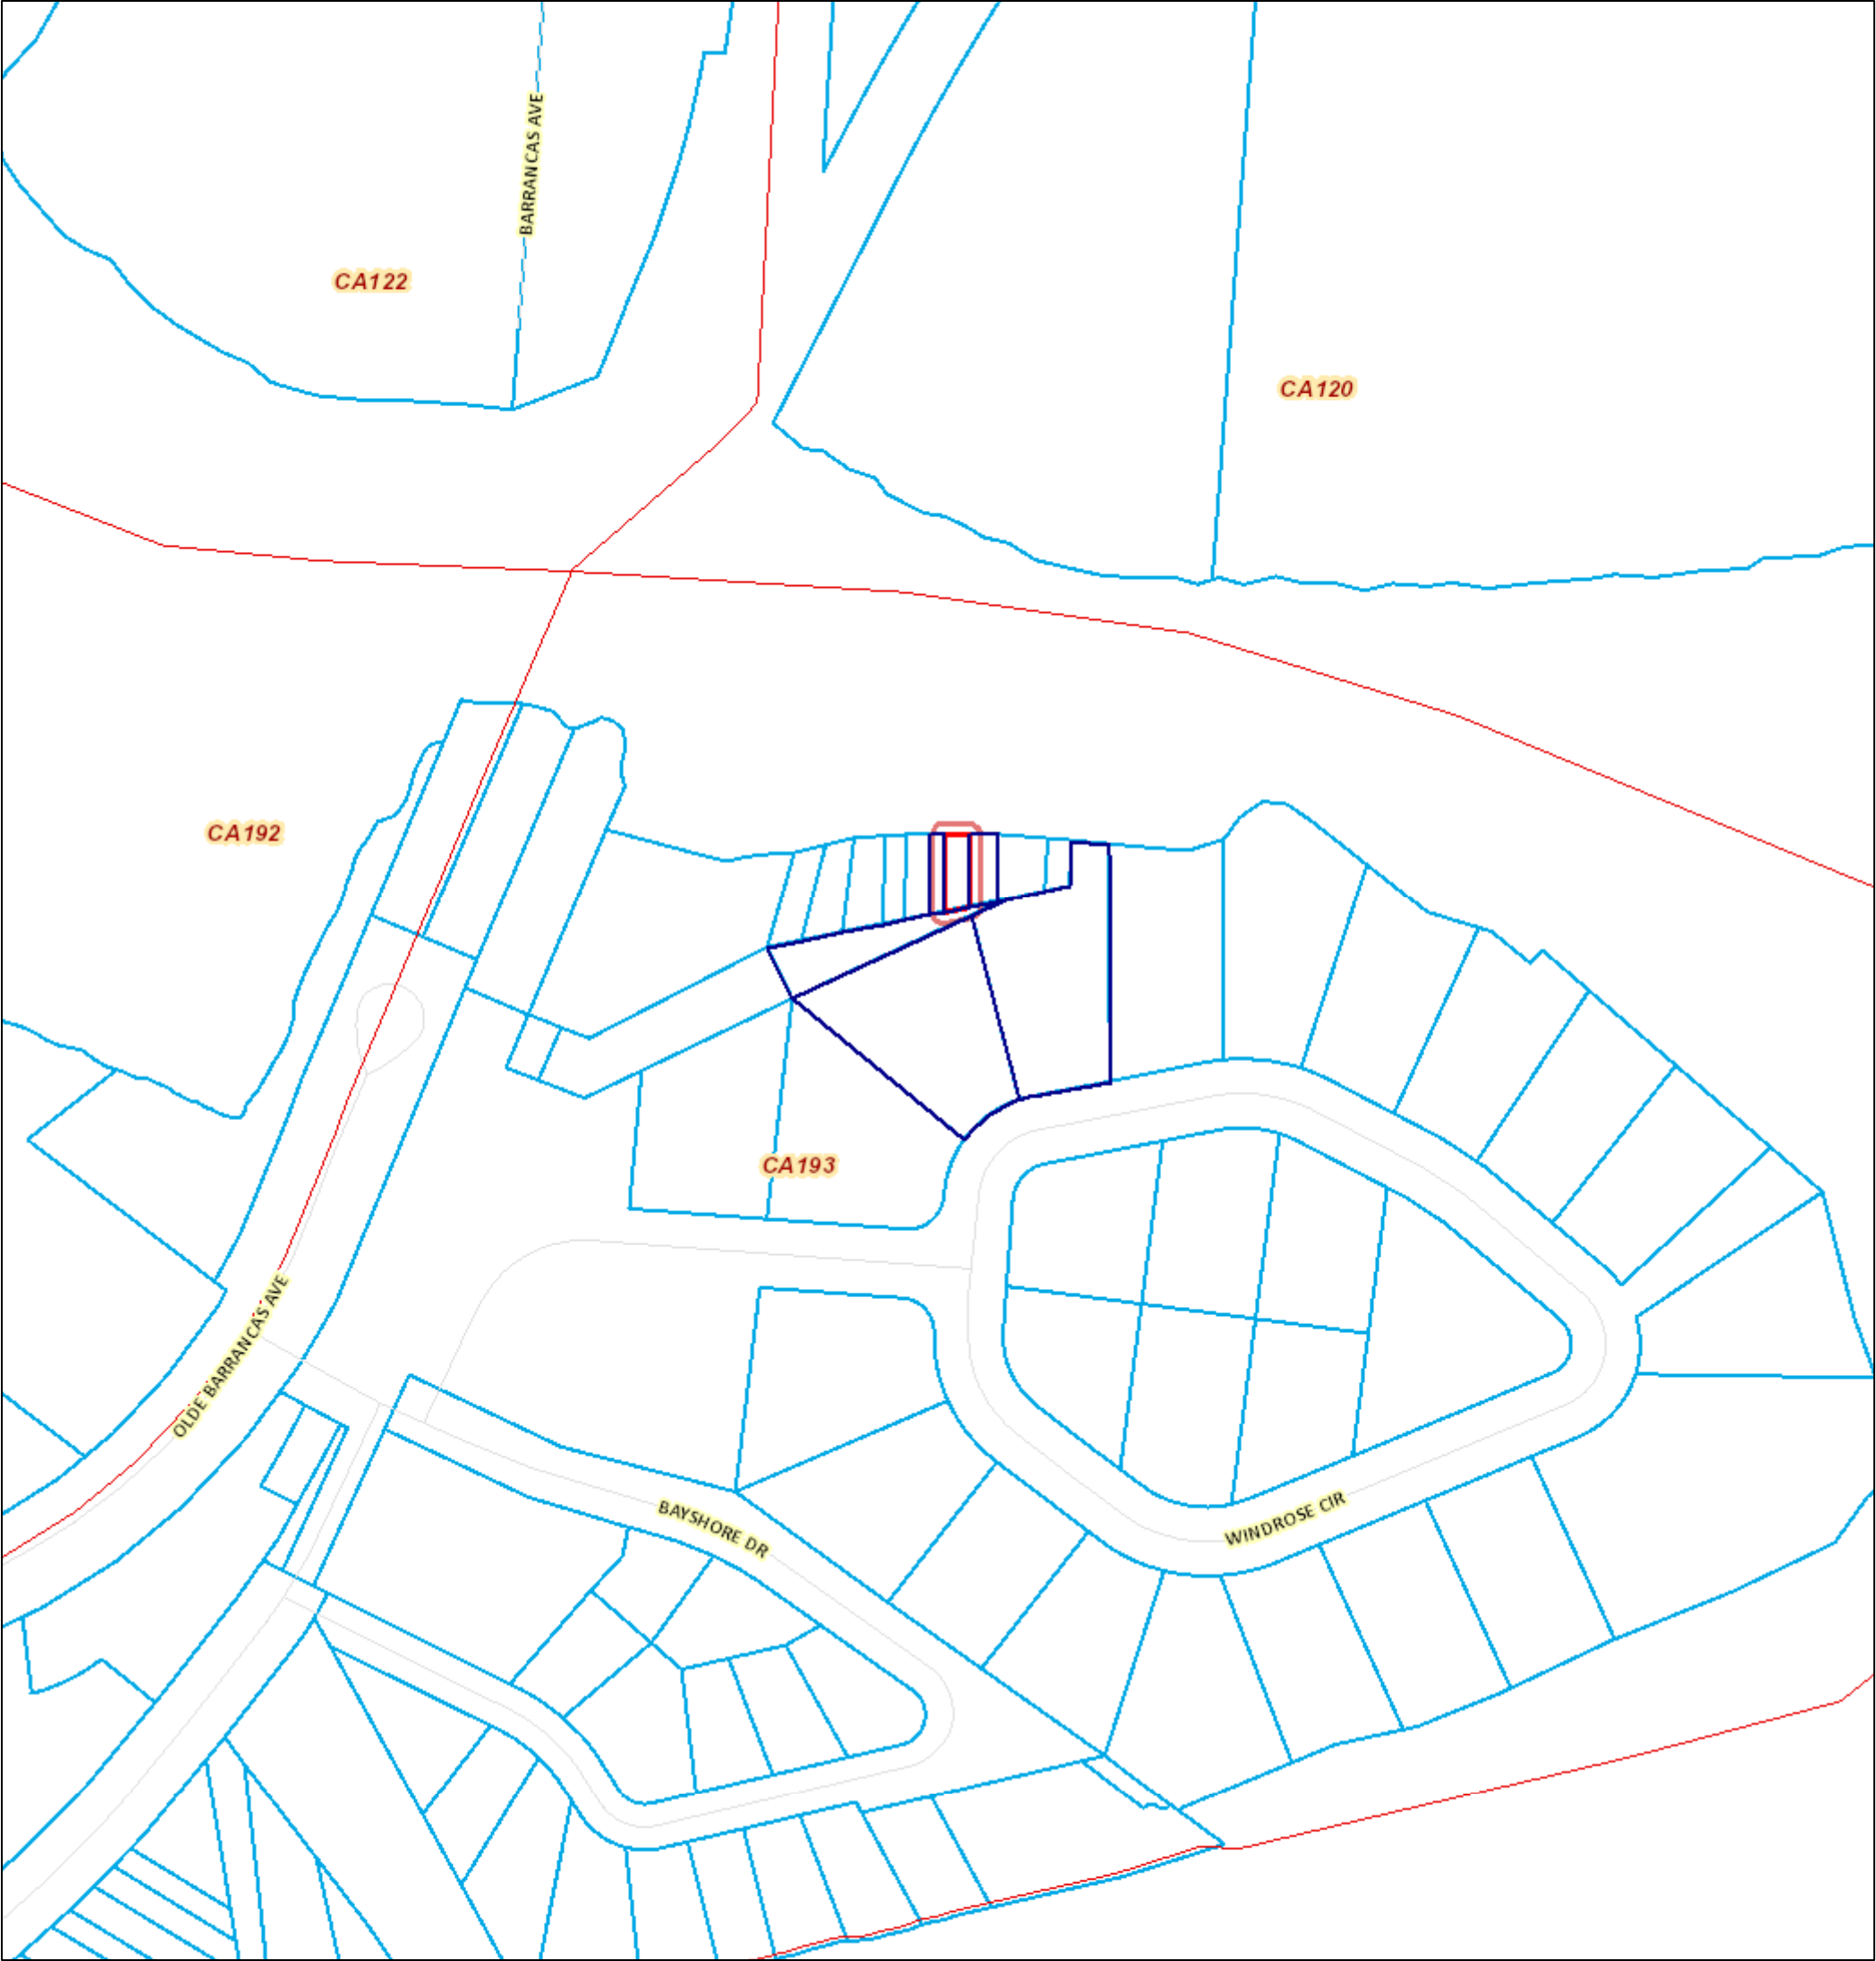 BARRANCAS AVE
CA122
CA120
CA192
CA193
OLDE BARRANCAS AVE
BAYSHORE DR
WINDROSE CIR